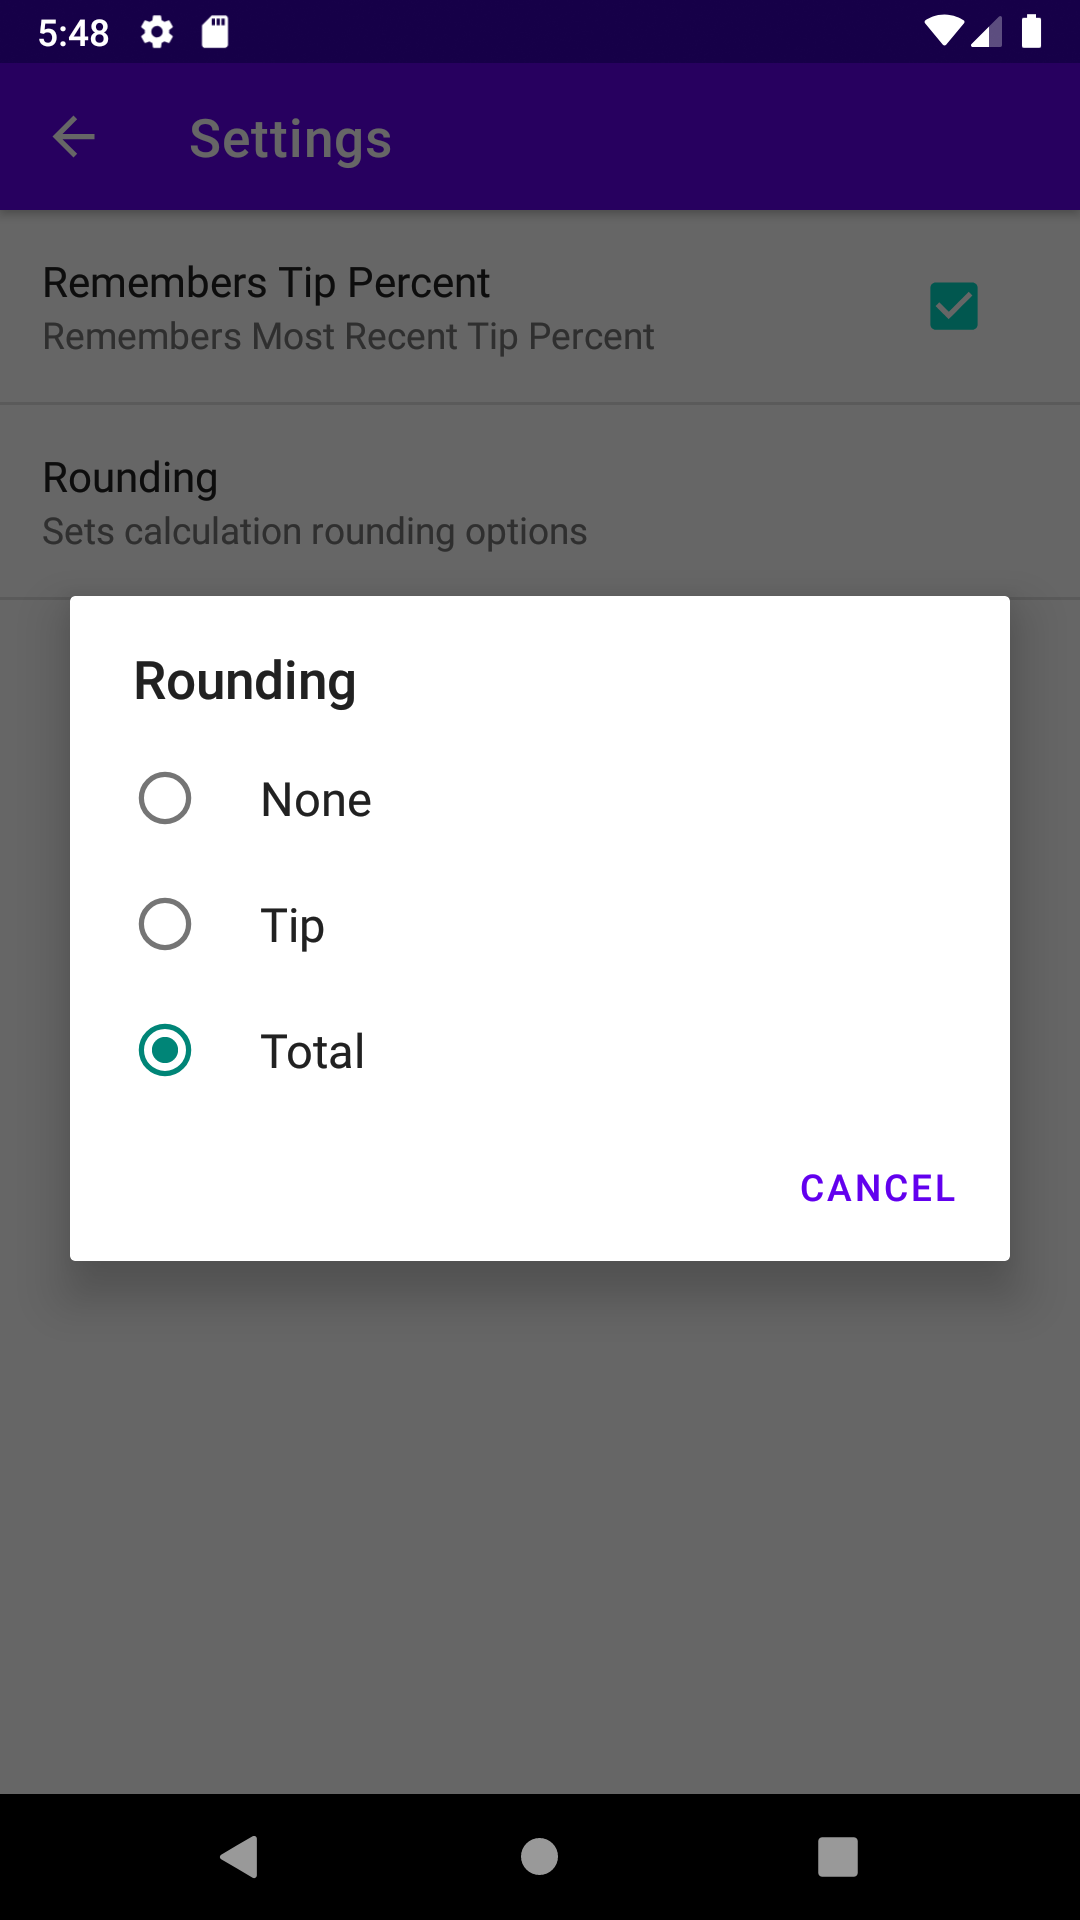 5:48
Settings
Remembers Tip Percent
Remembers Most Recent Tip Percent
Rounding
Sets calculation rounding options
Rounding
None
Tip
Total
CANCEL